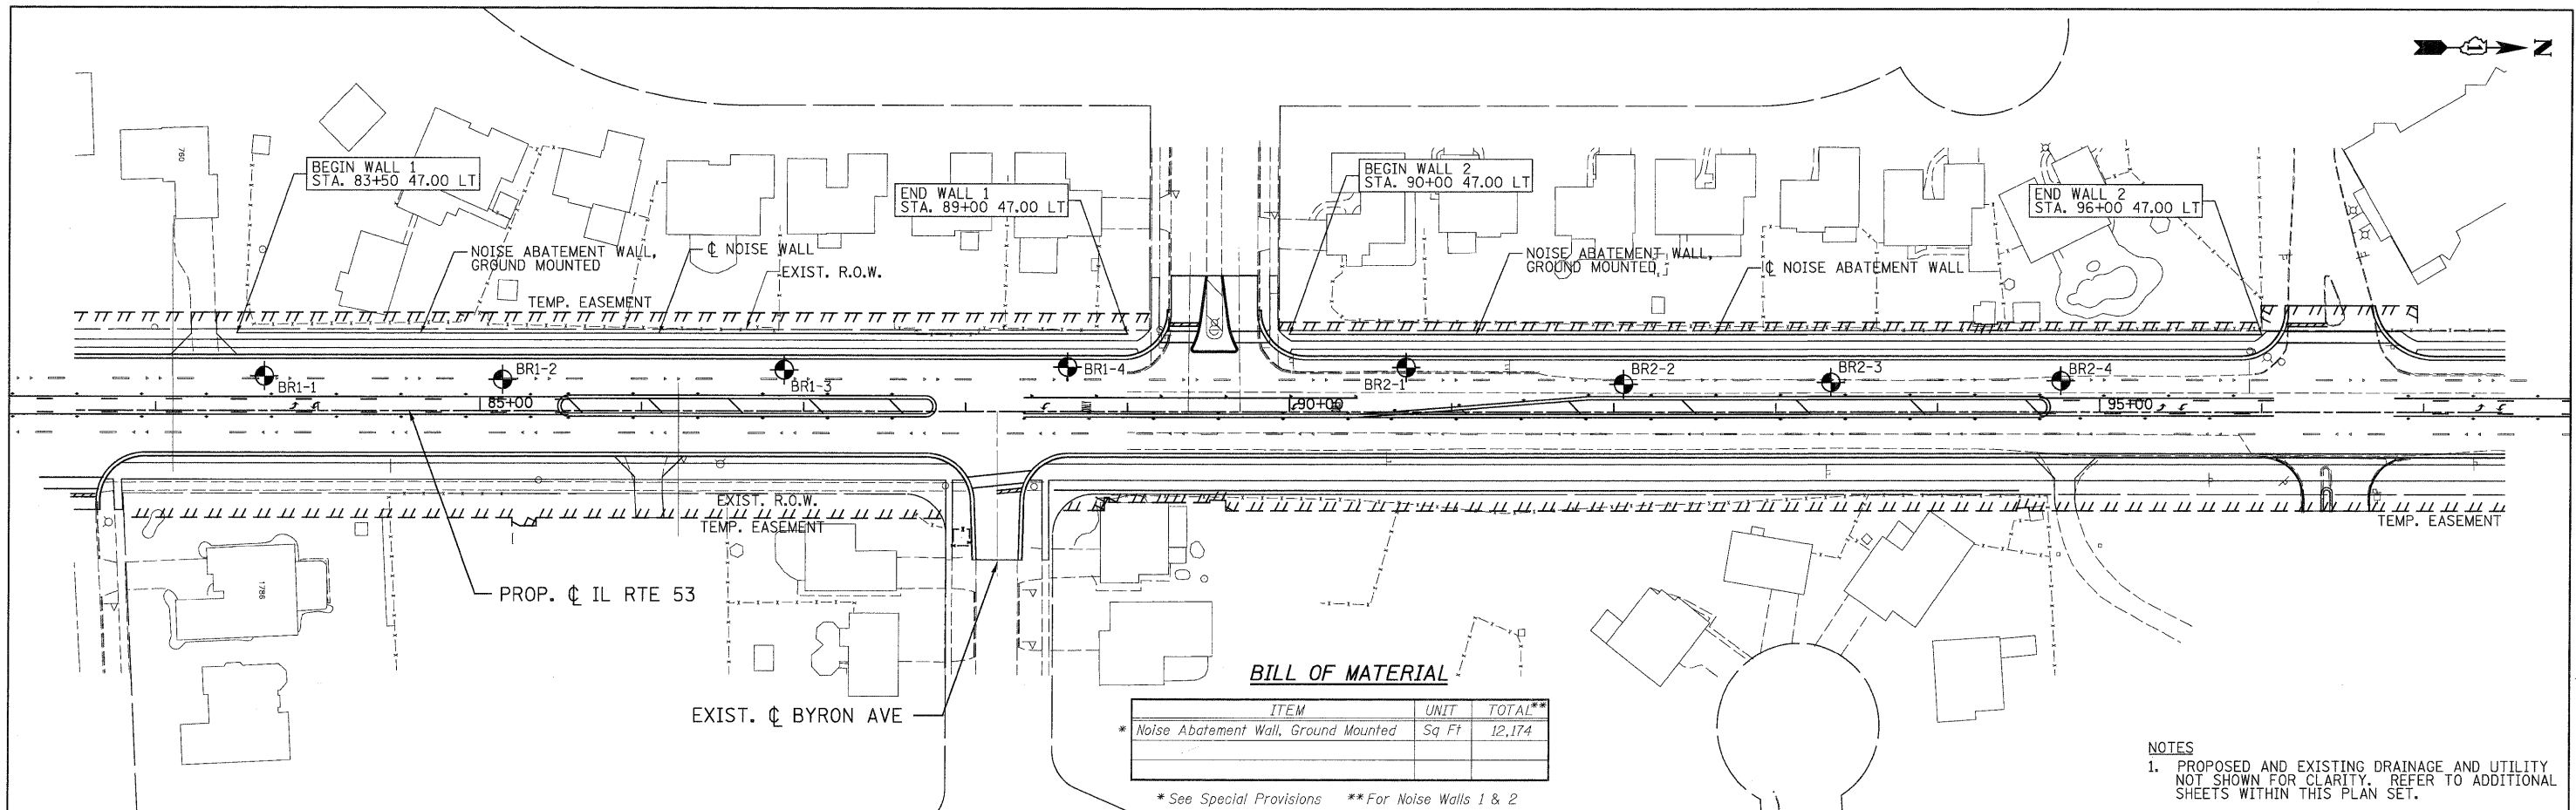 N
760
BEGIN WALL 1
STA. 83+50 47.00 LT
END WALL 1
STA. 89+00 47.00 LT
BEGIN WALL 2
STA. 90+00 47.00 LT
END WALL 2
STA. 96+00 47.00 LT
NOISE ABATEMENT WALL,
GROUND MOUNTED
℄ NOISE WALL
EXIST. R.O.W.
TEMP. EASEMENT
NOISE ABATEMENT WALL,
GROUND MOUNTED
℄ NOISE ABATEMENT WALL
BR1-1
BR1-2
BR1-3
BR1-4
BR2-1
BR2-2
BR2-3
BR2-4
85+00
90+00
95+00
EXIST. R.O.W.
TEMP. EASEMENT
TEMP. EASEMENT
1786
PROP. ℄ IL RTE 53
EXIST. ℄ BYRON AVE
BILL OF MATERIAL
ITEM UNIT TOTAL**
* Noise Abatement Wall, Ground Mounted Sq Ft 12,174
* See Special Provisions **For Noise Walls 1 & 2
NOTES
1. PROPOSED AND EXISTING DRAINAGE AND UTILITY
NOT SHOWN FOR CLARITY. REFER TO ADDITIONAL
SHEETS WITHIN THIS PLAN SET.